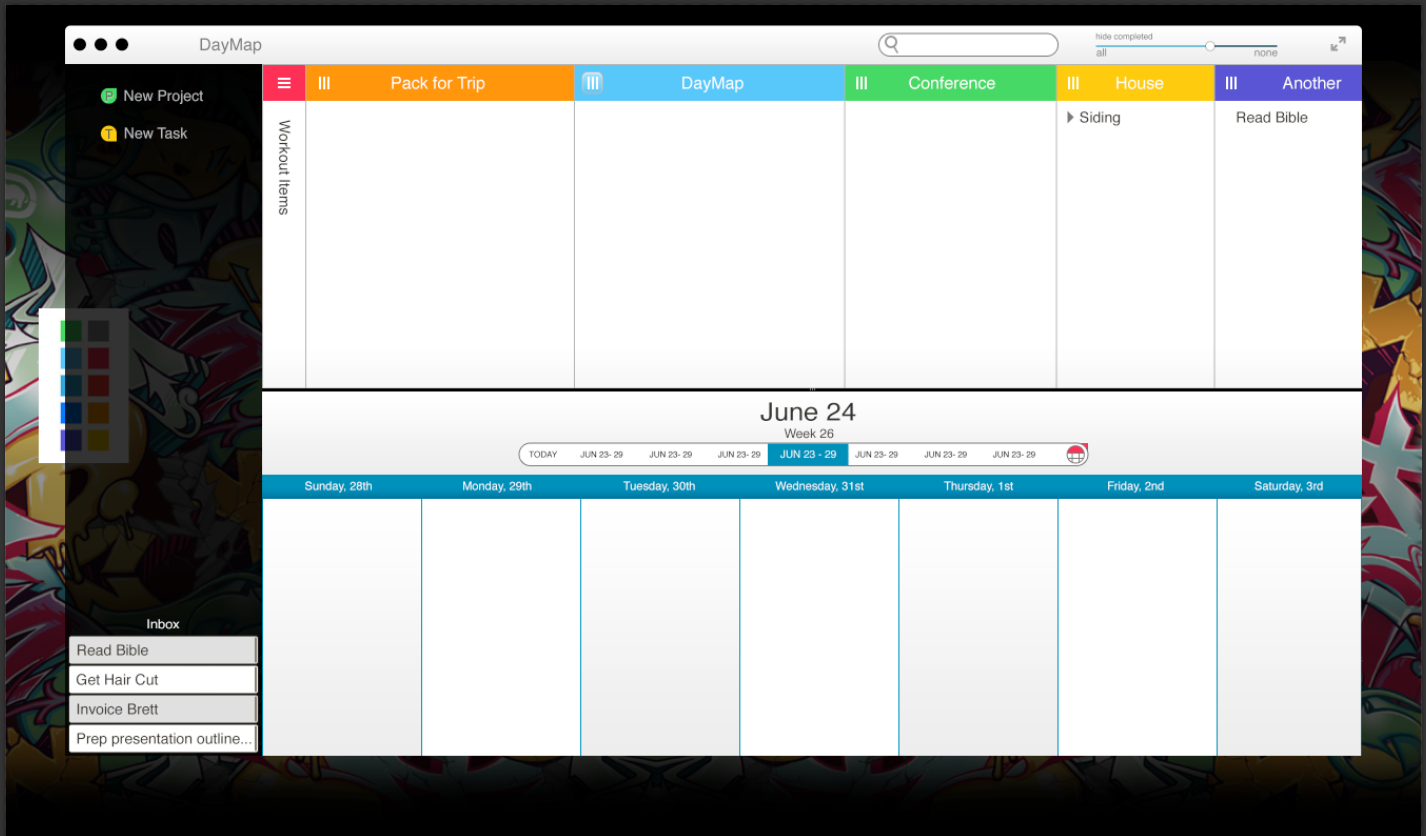 DayMap
hide completed
all
none
P New Project
T New Task
Pack for Trip
DayMap
Conference
House
Another
Workout Items
Siding
Read Bible
June 24
Week 26
TODAY JUN 23- 29 JUN 23- 29 JUN 23- 29 JUN 23 - 29 JUN 23- 29 JUN 23- 29 JUN 23- 29
Sunday, 28th Monday, 29th Tuesday, 30th Wednesday, 31st Thursday, 1st Friday, 2nd Saturday, 3rd
Inbox
Read Bible
Get Hair Cut
Invoice Brett
Prep presentation outline...